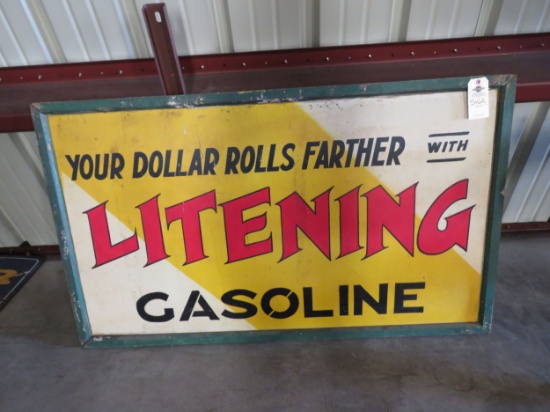 YOUR DOLLAR ROLLS FARTHER WITH
LITENING
GASOLINE